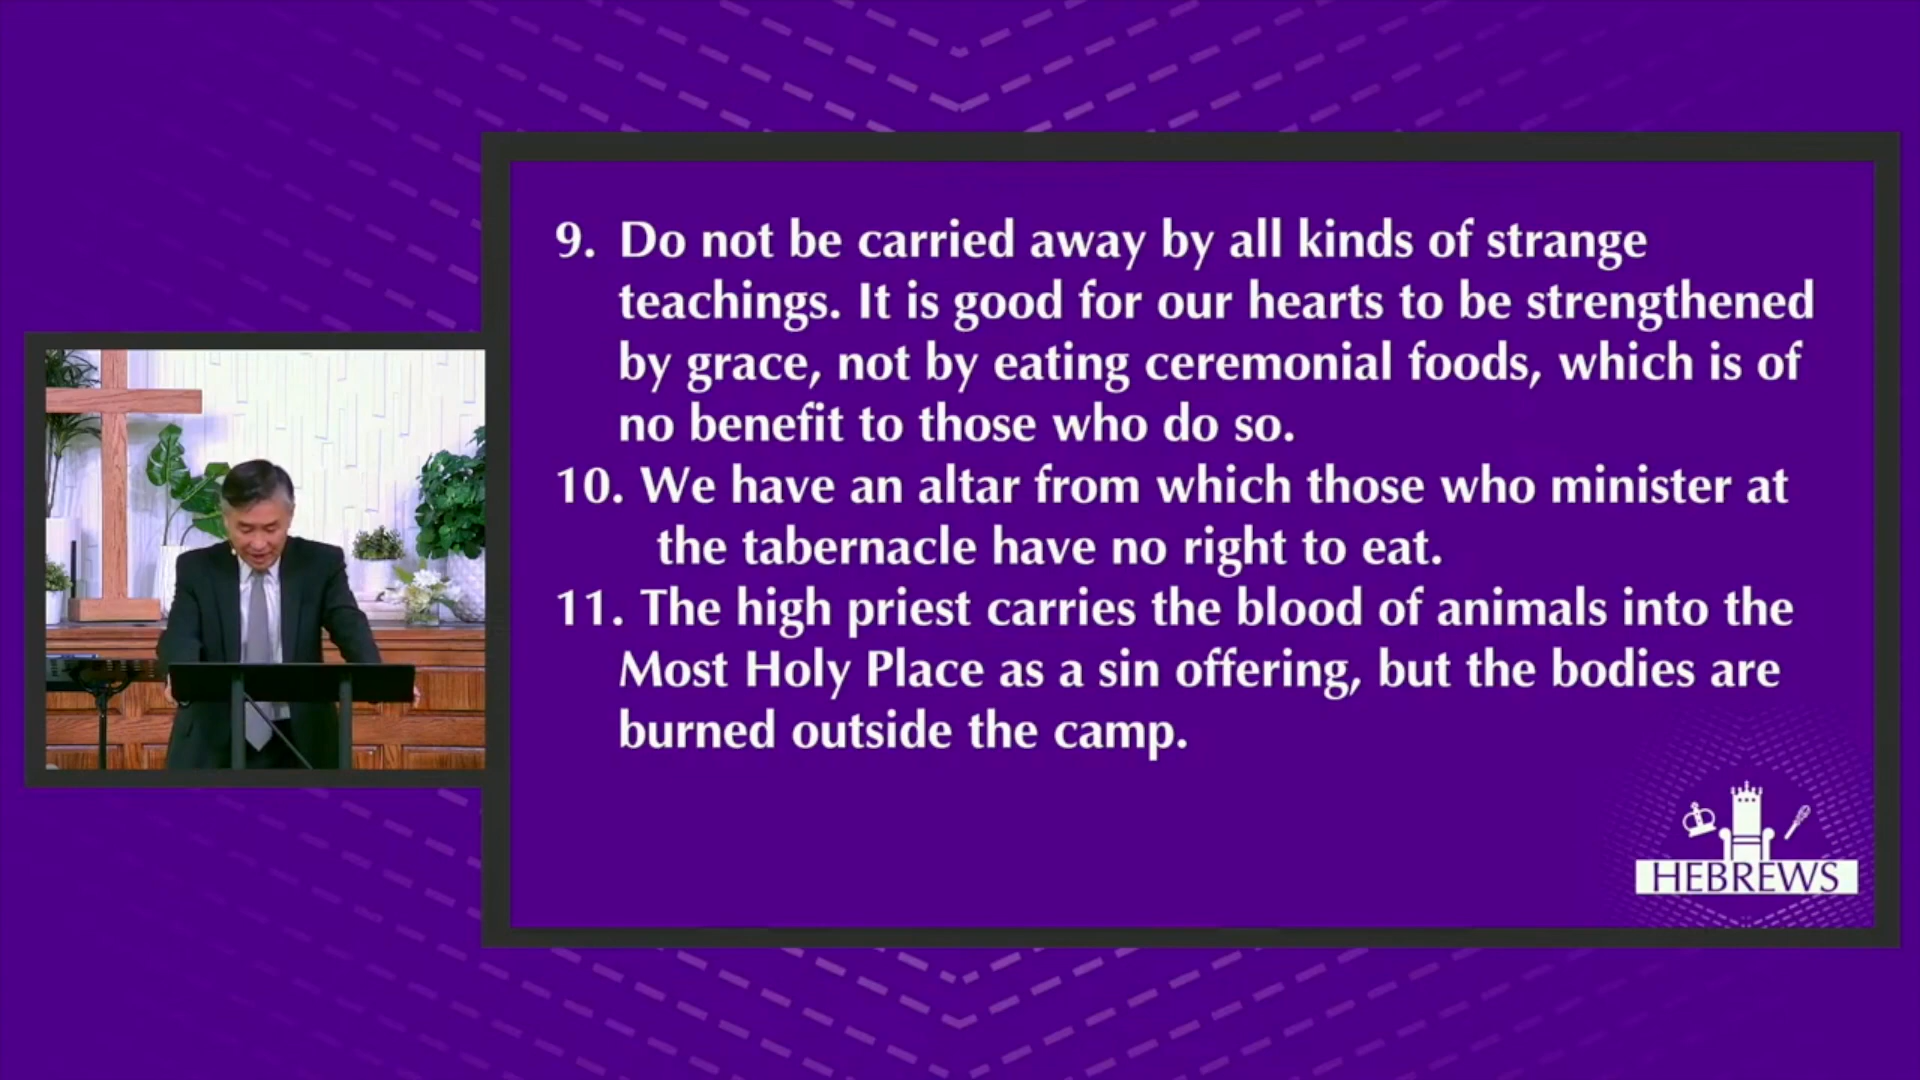 9. Do not be carried away by all kinds of strange
teachings. It is good for our hearts to be strengthened
by grace, not by eating ceremonial foods, which is of
no benefit to those who do so.
10. We have an altar from which those who minister at
the tabernacle have no right to eat.
11. The high priest carries the blood of animals into the
Most Holy Place as a sin offering, but the bodies are
burned outside the camp.
HEBREWS